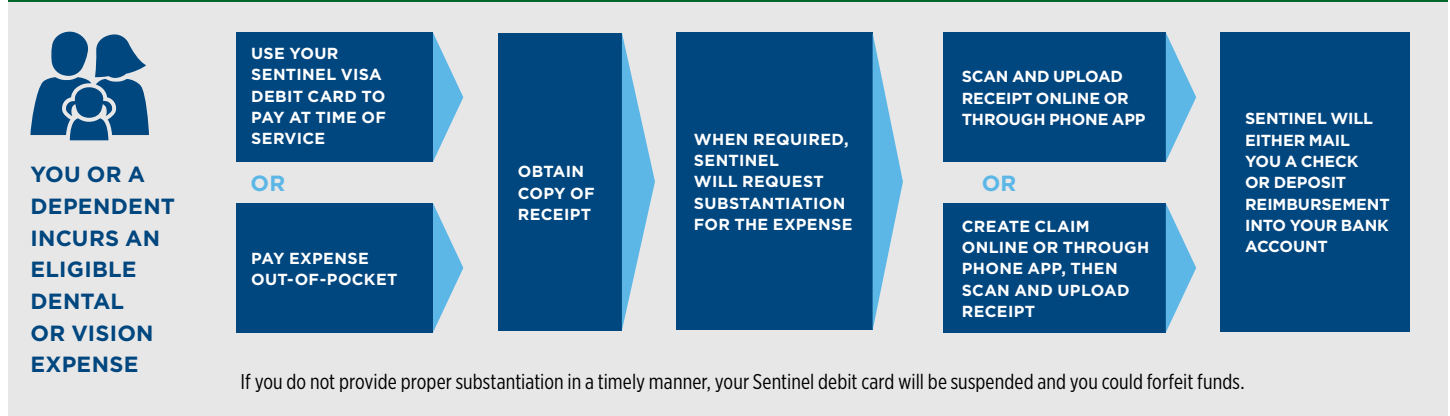 YOU OR A
DEPENDENT
INCURS AN
ELIGIBLE
DENTAL
OR VISION
EXPENSE
USE YOUR
SENTINEL VISA
DEBIT CARD TO
PAY AT TIME OF
SERVICE
OR
PAY EXPENSE
OUT-OF-POCKET
OBTAIN
COPY OF
RECEIPT
WHEN REQUIRED,
SENTINEL
WILL REQUEST
SUBSTANTIATION
FOR THE EXPENSE
SCAN AND UPLOAD
RECEIPT ONLINE OR
THROUGH PHONE APP
OR
CREATE CLAIM
ONLINE OR THROUGH
PHONE APP, THEN
SCAN AND UPLOAD
RECEIPT
SENTINEL WILL
EITHER MAIL
YOU A CHECK
OR DEPOSIT
REIMBURSEMENT
INTO YOUR BANK
ACCOUNT
If you do not provide proper substantiation in a timely manner, your Sentinel debit card will be suspended and you could forfeit funds.